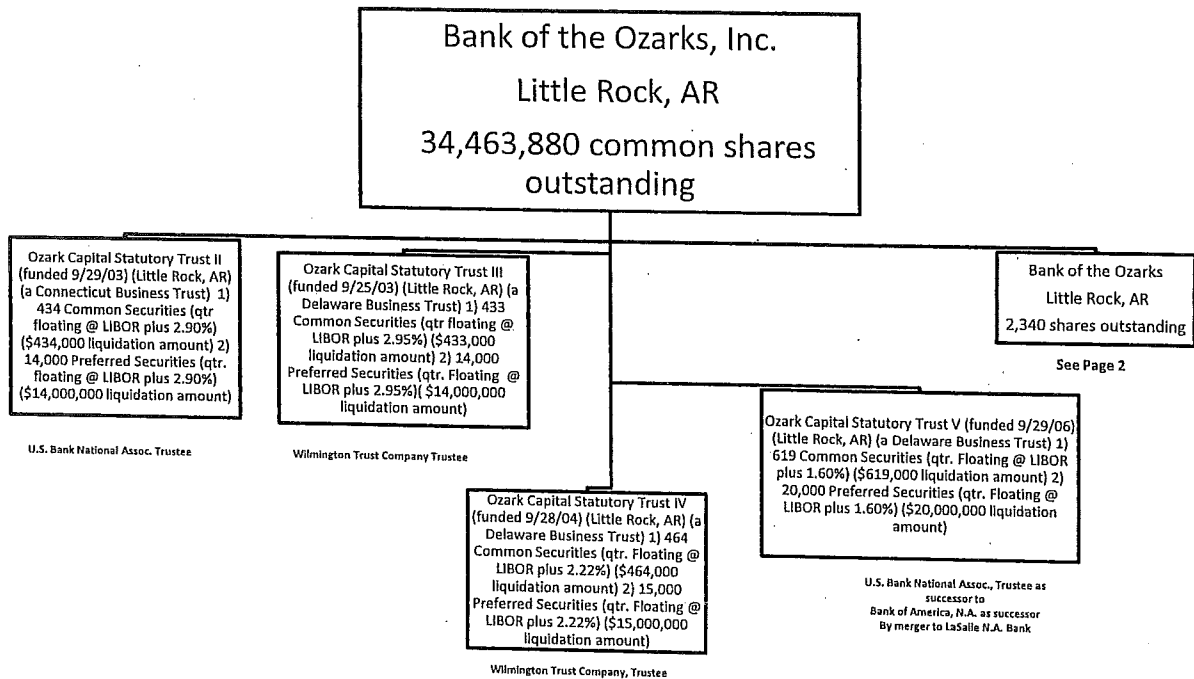 Bank of the Ozarks, Inc.
Little Rock, AR
34,463,880 common shares
outstanding
Ozark Capital Statutory Trust II
(funded 9/29/03) (Little Rock, AR)
(a Connecticut Business Trust) 1)
434 Common Securities (qtr
floating @ LIBOR plus 2.90%)
($434,000 liquidation amount) 2)
14,000 Preferred Securities (qtr.
floating @ LIBOR plus 2.90%)
($14,000,000 liquidation amount)
U.S. Bank National Assoc. Trustee
Ozark Capital Statutory Trust III
(funded 9/25/03) (Little Rock, AR) (a
Delaware Business Trust) 1) 433
Common Securities (qtr floating @
LIBOR plus 2.95%) ($433,000
liquidation amount) 2) 14,000
Preferred Securities (qtr. Floating @
LIBOR plus 2.95%)( $14,000,000
liquidation amount)
Wilmington Trust Company Trustee
Bank of the Ozarks
Little Rock, AR
2,340 shares outstanding
See Page 2
Ozark Capital Statutory Trust V (funded 9/29/06)
(Little Rock, AR) (a Delaware Business Trust) 1)
619 Common Securities (qtr. Floating @ LIBOR
plus 1.60%) ($619,000 liquidation amount) 2)
20,000 Preferred Securities (qtr. Floating @
LIBOR plus 1.60%) ($20,000,000 liquidation
amount)
U.S. Bank National Assoc., Trustee as
successor to
Bank of America, N.A. as successor
By merger to LaSalle N.A. Bank
Ozark Capital Statutory Trust IV
(funded 9/28/04) (Little Rock, AR) (a
Delaware Business Trust) 1) 464
Common Securities (qtr. Floating @
LIBOR plus 2.22%) ($464,000
liquidation amount) 2) 15,000
Preferred Securities (qtr. Floating @
LIBOR plus 2.22%) ($15,000,000
liquidation amount)
Wilmington Trust Company, Trustee